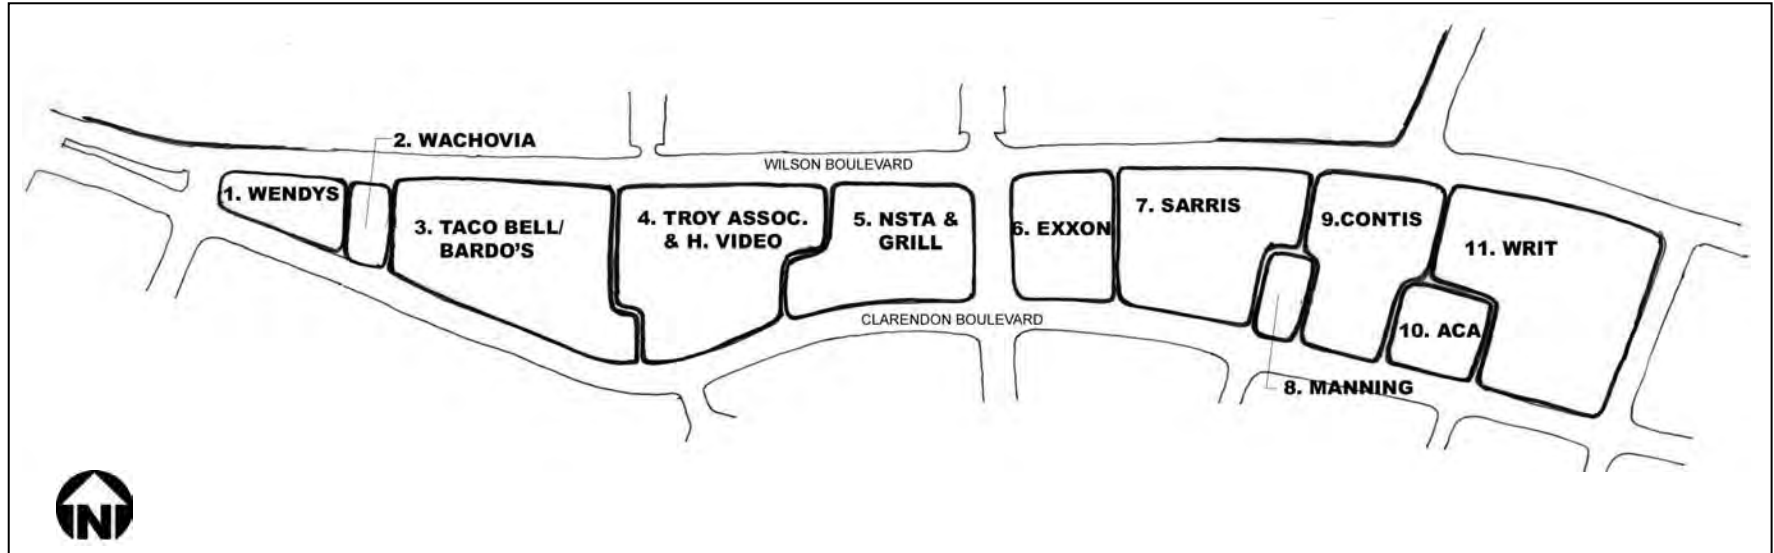 2. WACHOVIA
WILSON BOULEVARD
1. WENDYS
3. TACO BELL/
BARDO'S
4. TROY ASSOC.
& H. VIDEO
5. NSTA &
GRILL
6. EXXON
7. SARRIS
9.CONTIS
11. WRIT
CLARENDON BOULEVARD
10. ACA
8. MANNING
N